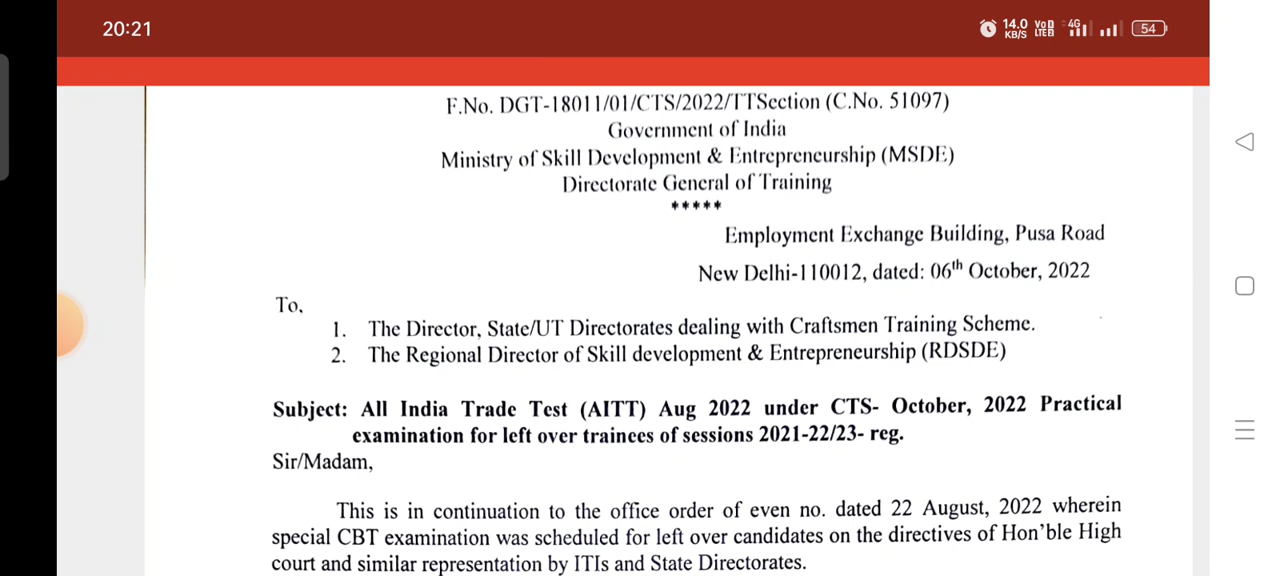 20:21
14.0 KB/S VoD LTE2 4G 54
F.No. DGT-18011/01/CTS/2022/TTSection (C.No. 51097)
Government of India
Ministry of Skill Development & Entrepreneurship (MSDE)
Directorate General of Training
*****
Employment Exchange Building, Pusa Road
New Delhi-110012, dated: 06th October, 2022
To,
1. The Director, State/UT Directorates dealing with Craftsmen Training Scheme.
2. The Regional Director of Skill development & Entrepreneurship (RDSDE)
Subject: All India Trade Test (AITT) Aug 2022 under CTS- October, 2022 Practical
examination for left over trainees of sessions 2021-22/23- reg.
Sir/Madam,
This is in continuation to the office order of even no. dated 22 August, 2022 wherein
special CBT examination was scheduled for left over candidates on the directives of Hon'ble High
court and similar representation by ITIs and State Directorates.